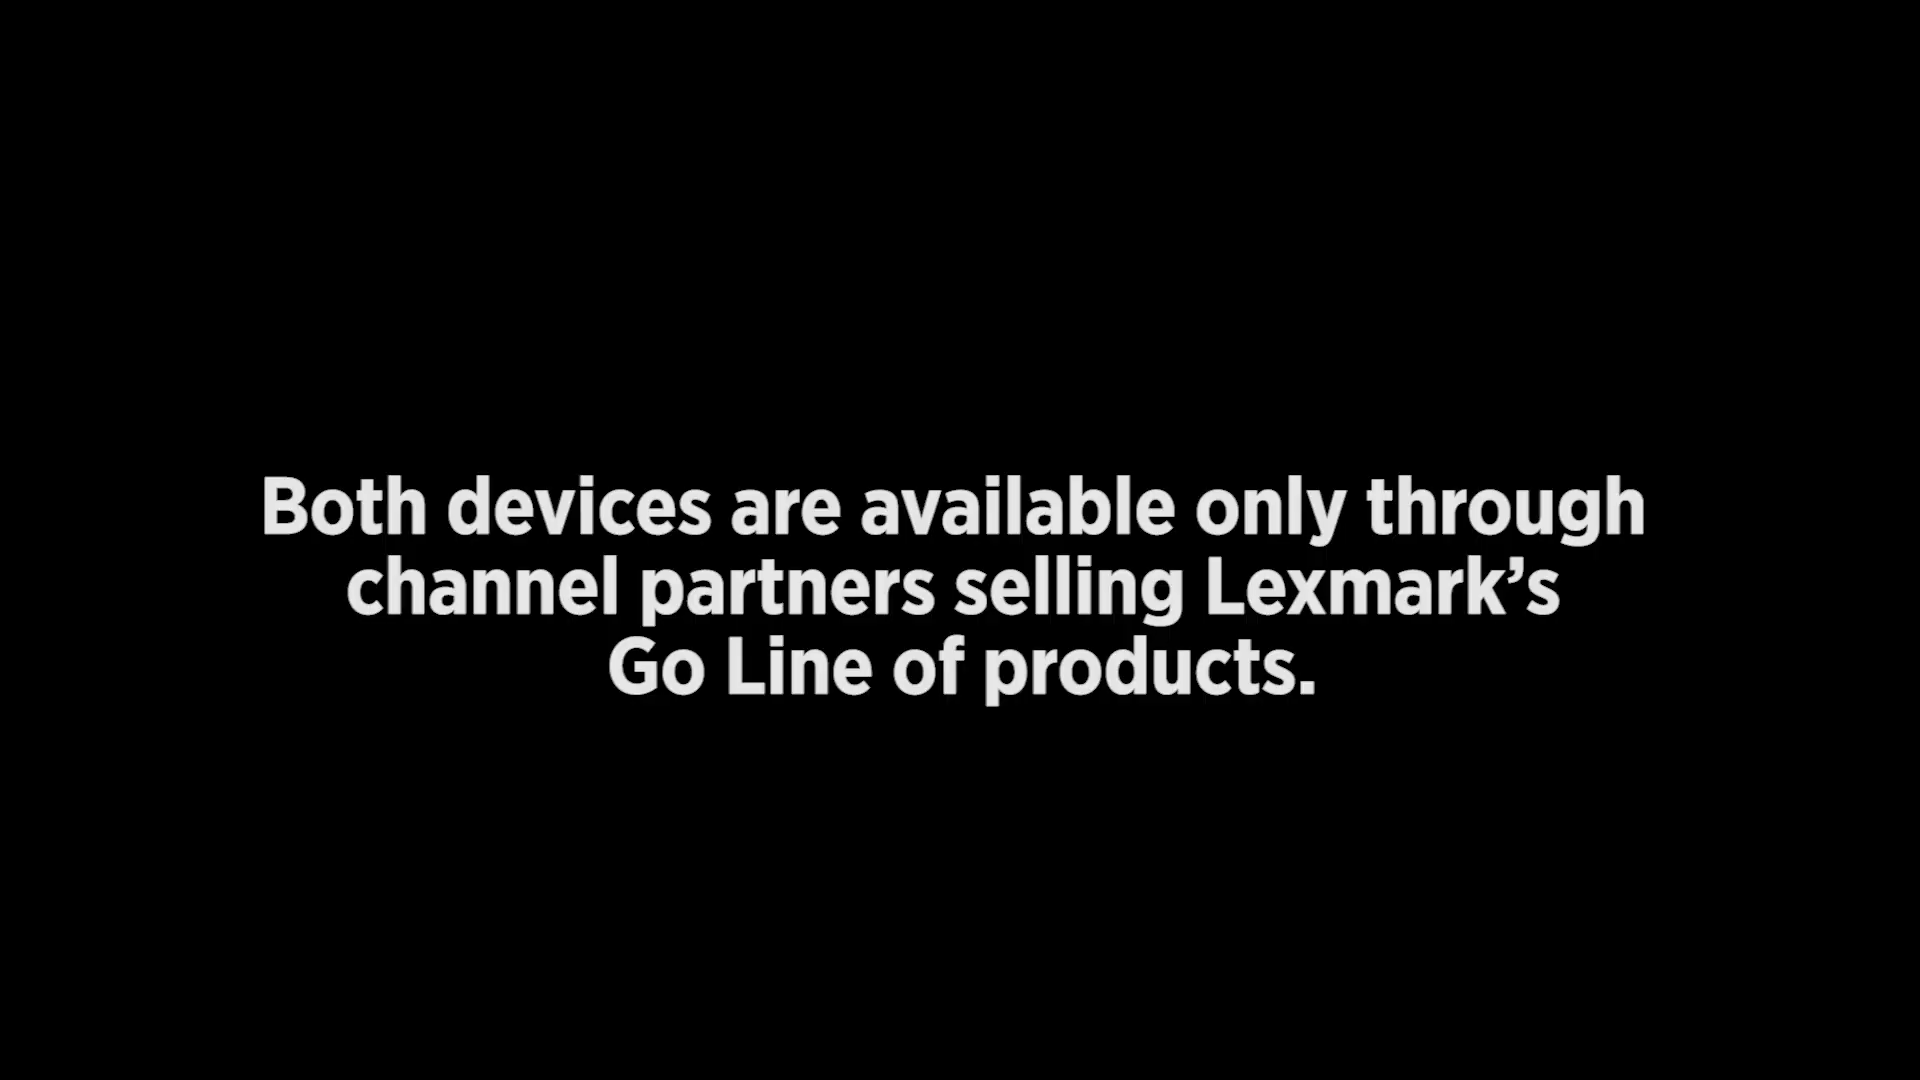 Both devices are available only through
channel partners selling Lexmark’s
Go Line of products.